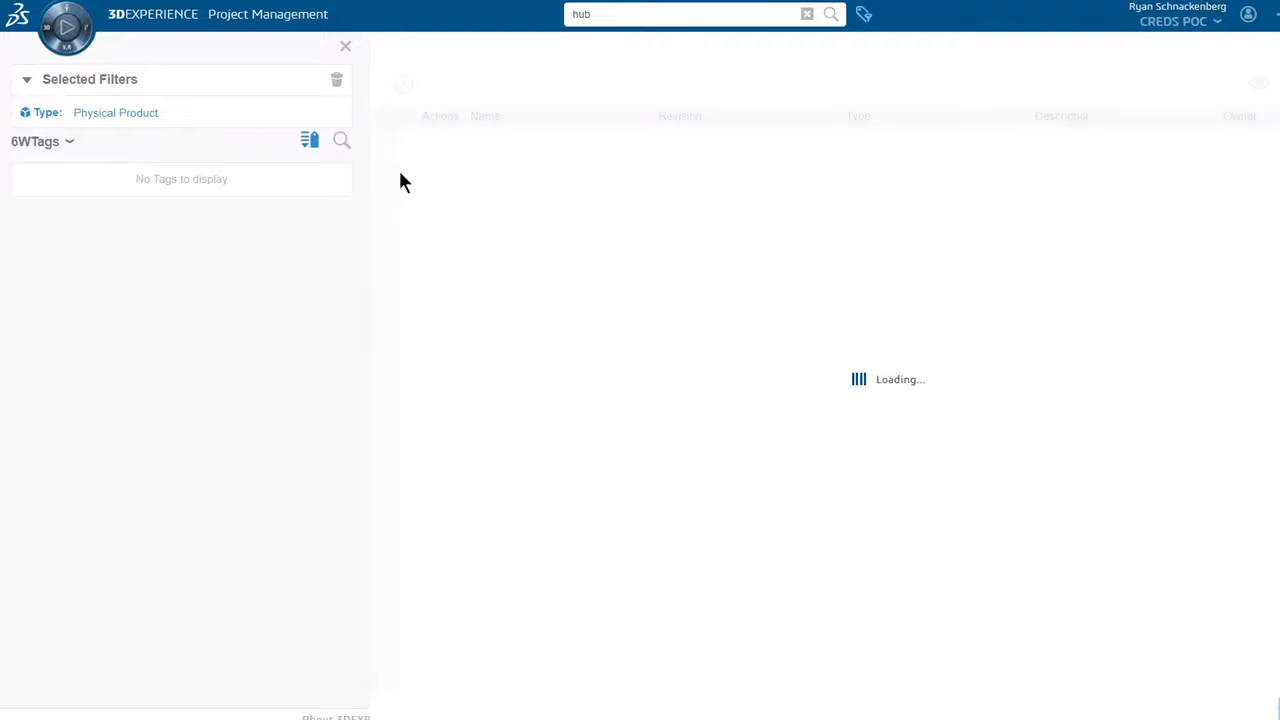 3DEXPERIENCE Project Management
hub
Ryan Schnackenberg
CREDS POC
3D
V.R
Selected Filters
Type: Physical Product
6WTags
No Tags to display
Actions Name Revision Type Description Owner
Loading...
About 3DEXP